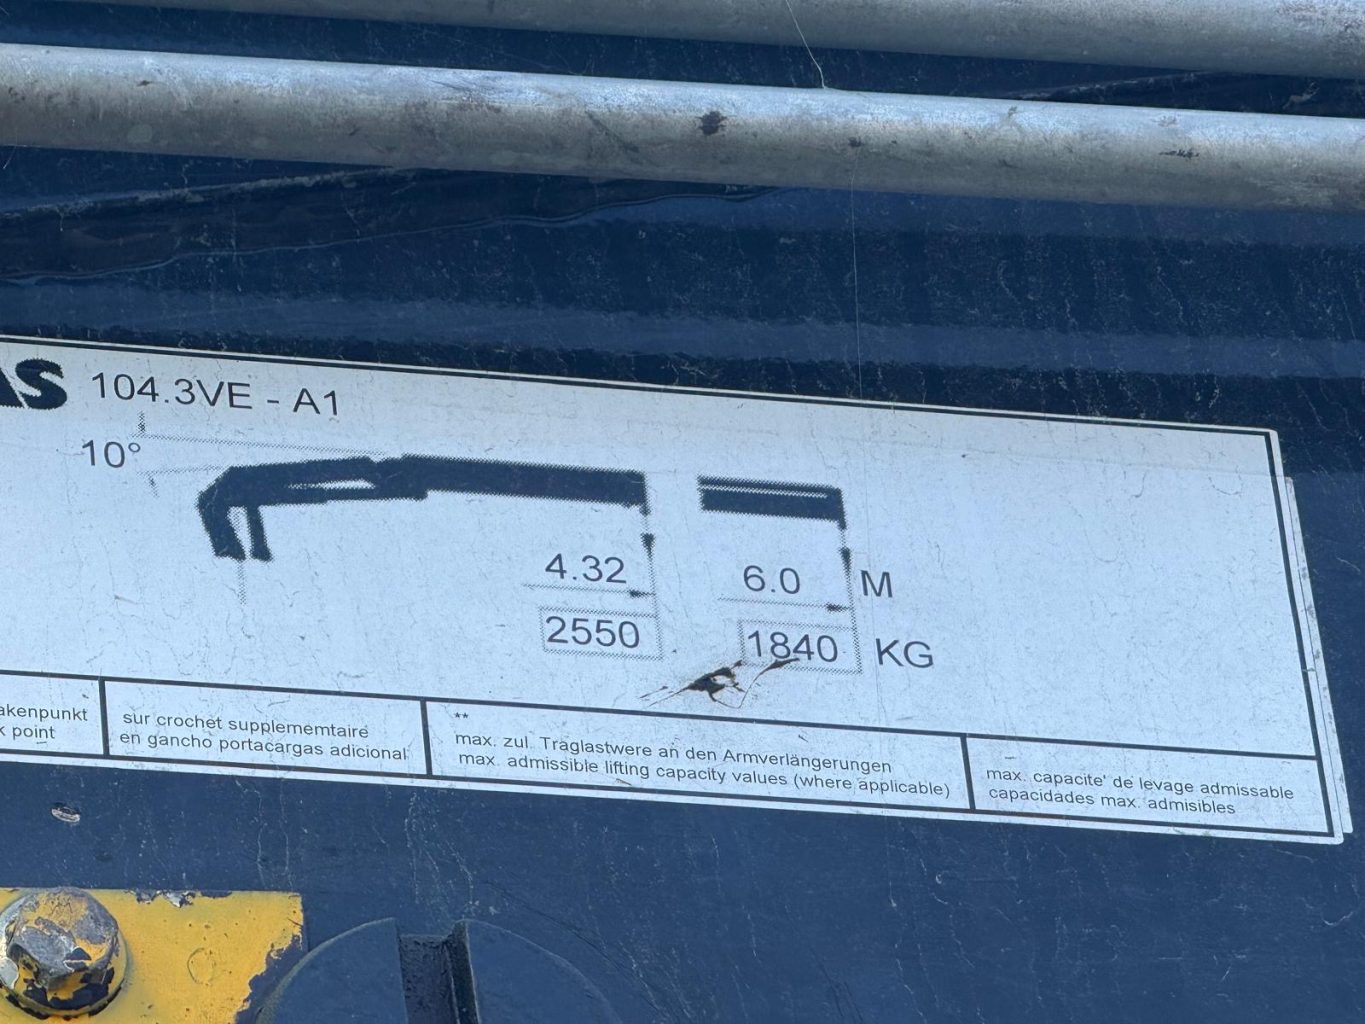 AS 104.3VE - A1
10°
4.32
6.0 M
2550
1840 KG
akenpunkt
k point
sur crochet supplememtaire
en gancho portacargas adicional
**
max. zul. Traglastwere an den Armverlängerungen
max. admissible lifting capacity values (where applicable)
max. capacite' de levage admissable
capacidades max. admisibles